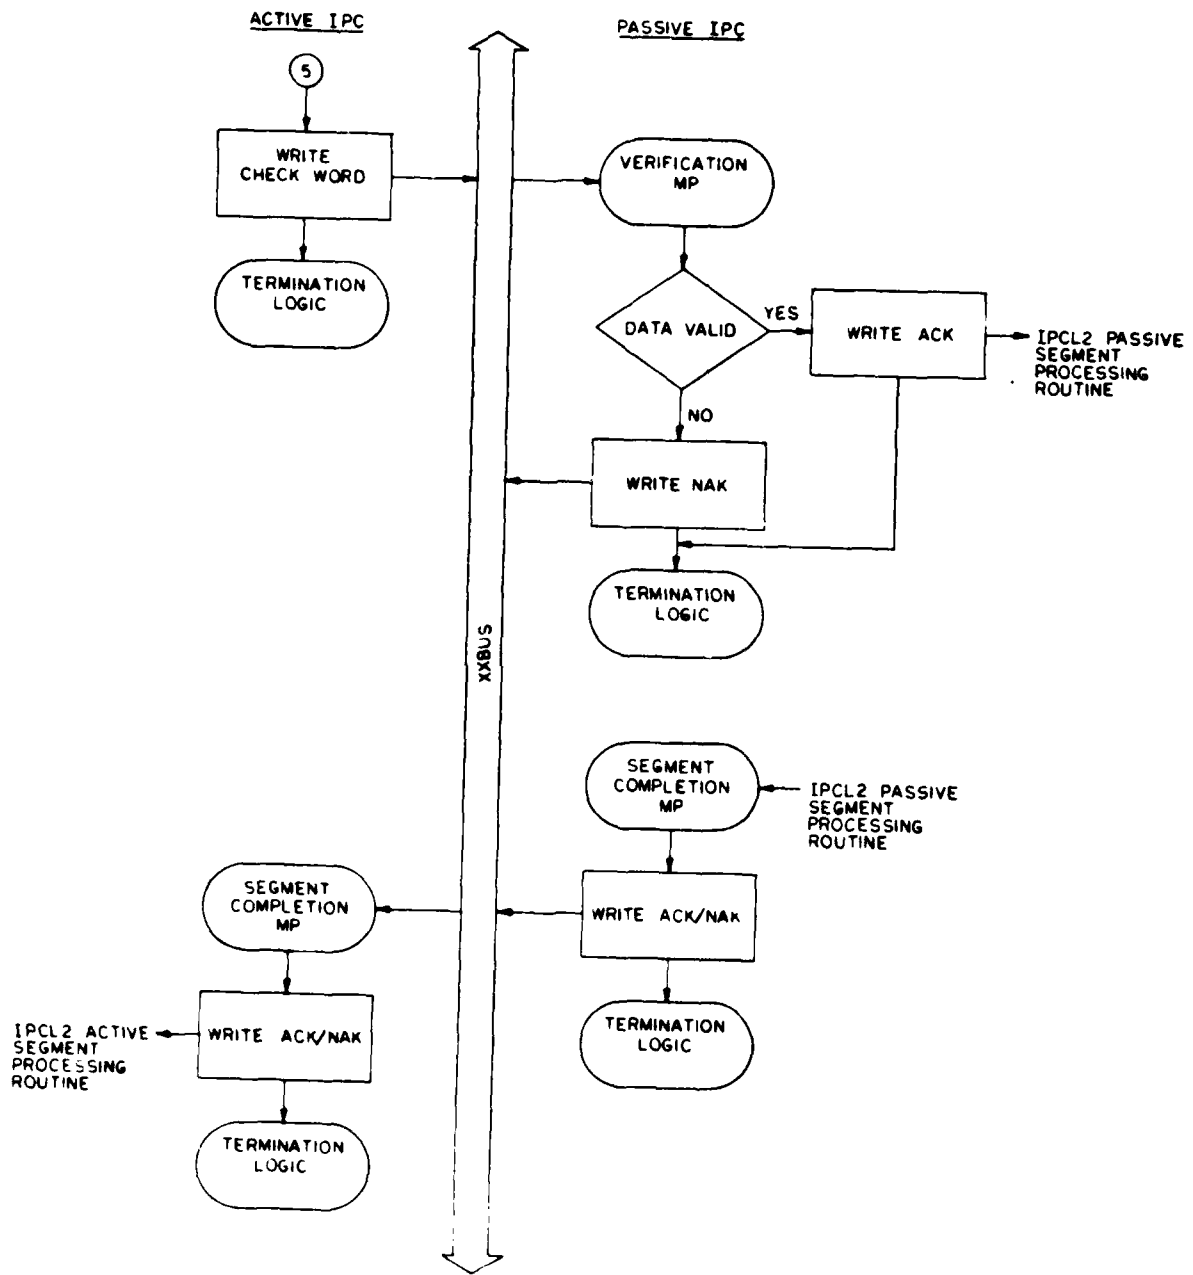 ACTIVE IPC
PASSIVE IPC
5
WRITE
CHECK WORD
VERIFICATION
MP
TERMINATION
LOGIC
DATA VALID
YES
WRITE ACK
IPCL2 PASSIVE
SEGMENT
PROCESSING
ROUTINE
NO
WRITE NAK
TERMINATION
LOGIC
XXBUS
SEGMENT
COMPLETION
MP
IPCL2 PASSIVE
SEGMENT
PROCESSING
ROUTINE
SEGMENT
COMPLETION
MP
WRITE ACK/NAK
TERMINATION
LOGIC
IPCL2 ACTIVE
SEGMENT
PROCESSING
ROUTINE
WRITE ACK/NAK
TERMINATION
LOGIC